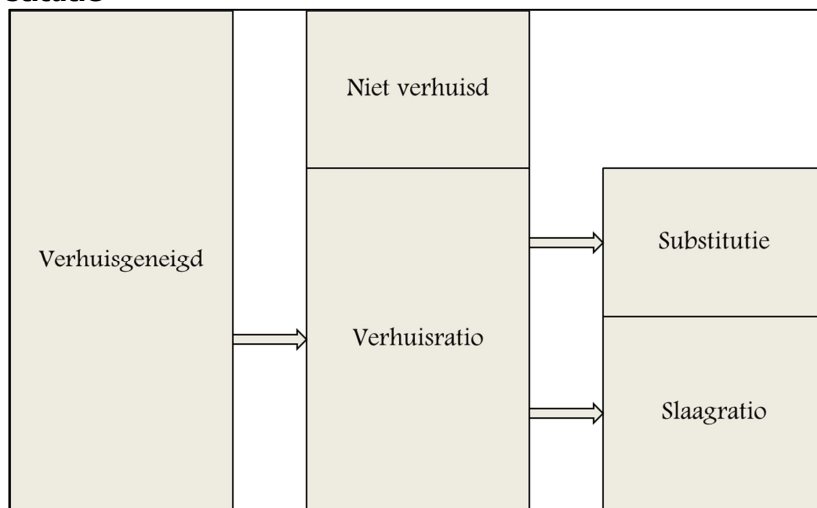 Niet verhuisd
Verhuisgeneigd
Substitutie
Verhuisratio
Slaagratio